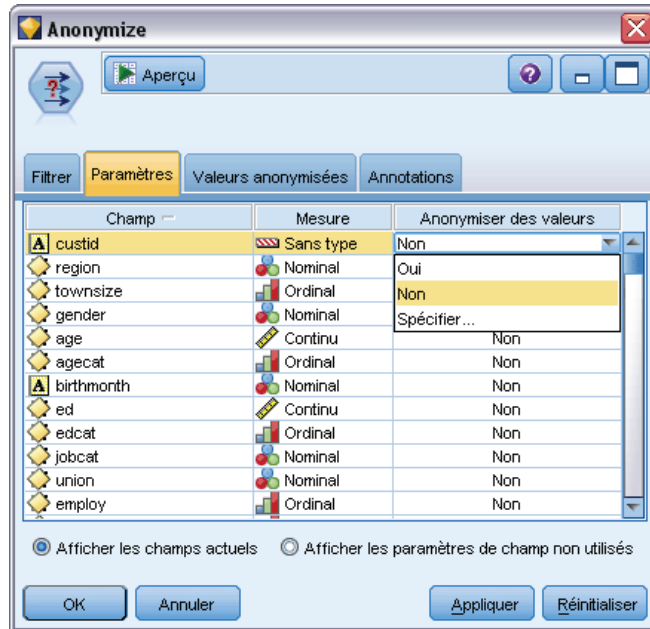 Anonymize
Aperçu
Filtrer Paramètres Valeurs anonymisées Annotations
Champ Mesure Anonymiser des valeurs
A custid Sans type Non
region Nominal Oui
townsize Ordinal Non
gender Nominal Spécifier...
age Continu Non
agecat Ordinal Non
A birthmonth Nominal Non
ed Continu Non
edcat Ordinal Non
jobcat Nominal Non
union Nominal Non
employ Ordinal Non
Afficher les champs actuels Afficher les paramètres de champ non utilisés
OK Annuler Appliquer Réinitialiser